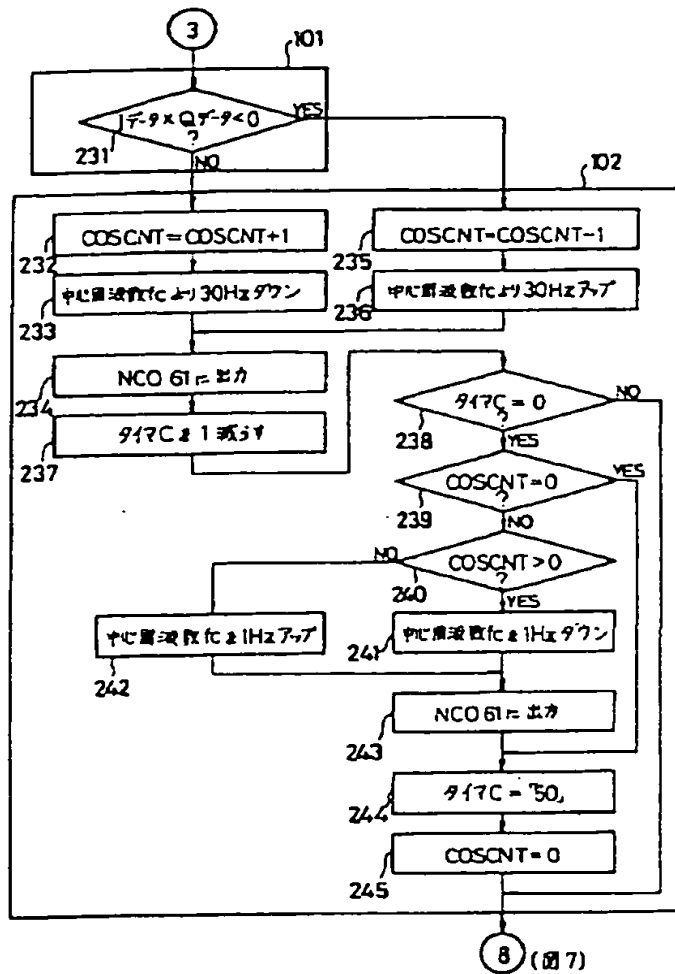 3
101
Iデータ×Qデータ<0
?
YES
231
NO
102
COSCNT=COSCNT+1
232
COSCNT=COSCNT-1
235
中心周波数fcより30Hzダウン
233
中心周波数fcより30Hzアップ
236
NCO 61に出力
234
タイマCを1減らす
237
タイマC=0
?
NO
238
YES
COSCNT=0
?
YES
239
NO
COSCNT>0
?
NO
240
YES
中心周波数fcを1Hzアップ
242
中心周波数fcを1Hzダウン
241
NCO 61に出力
243
タイマC=「50」
244
COSCNT=0
245
8
(図7)